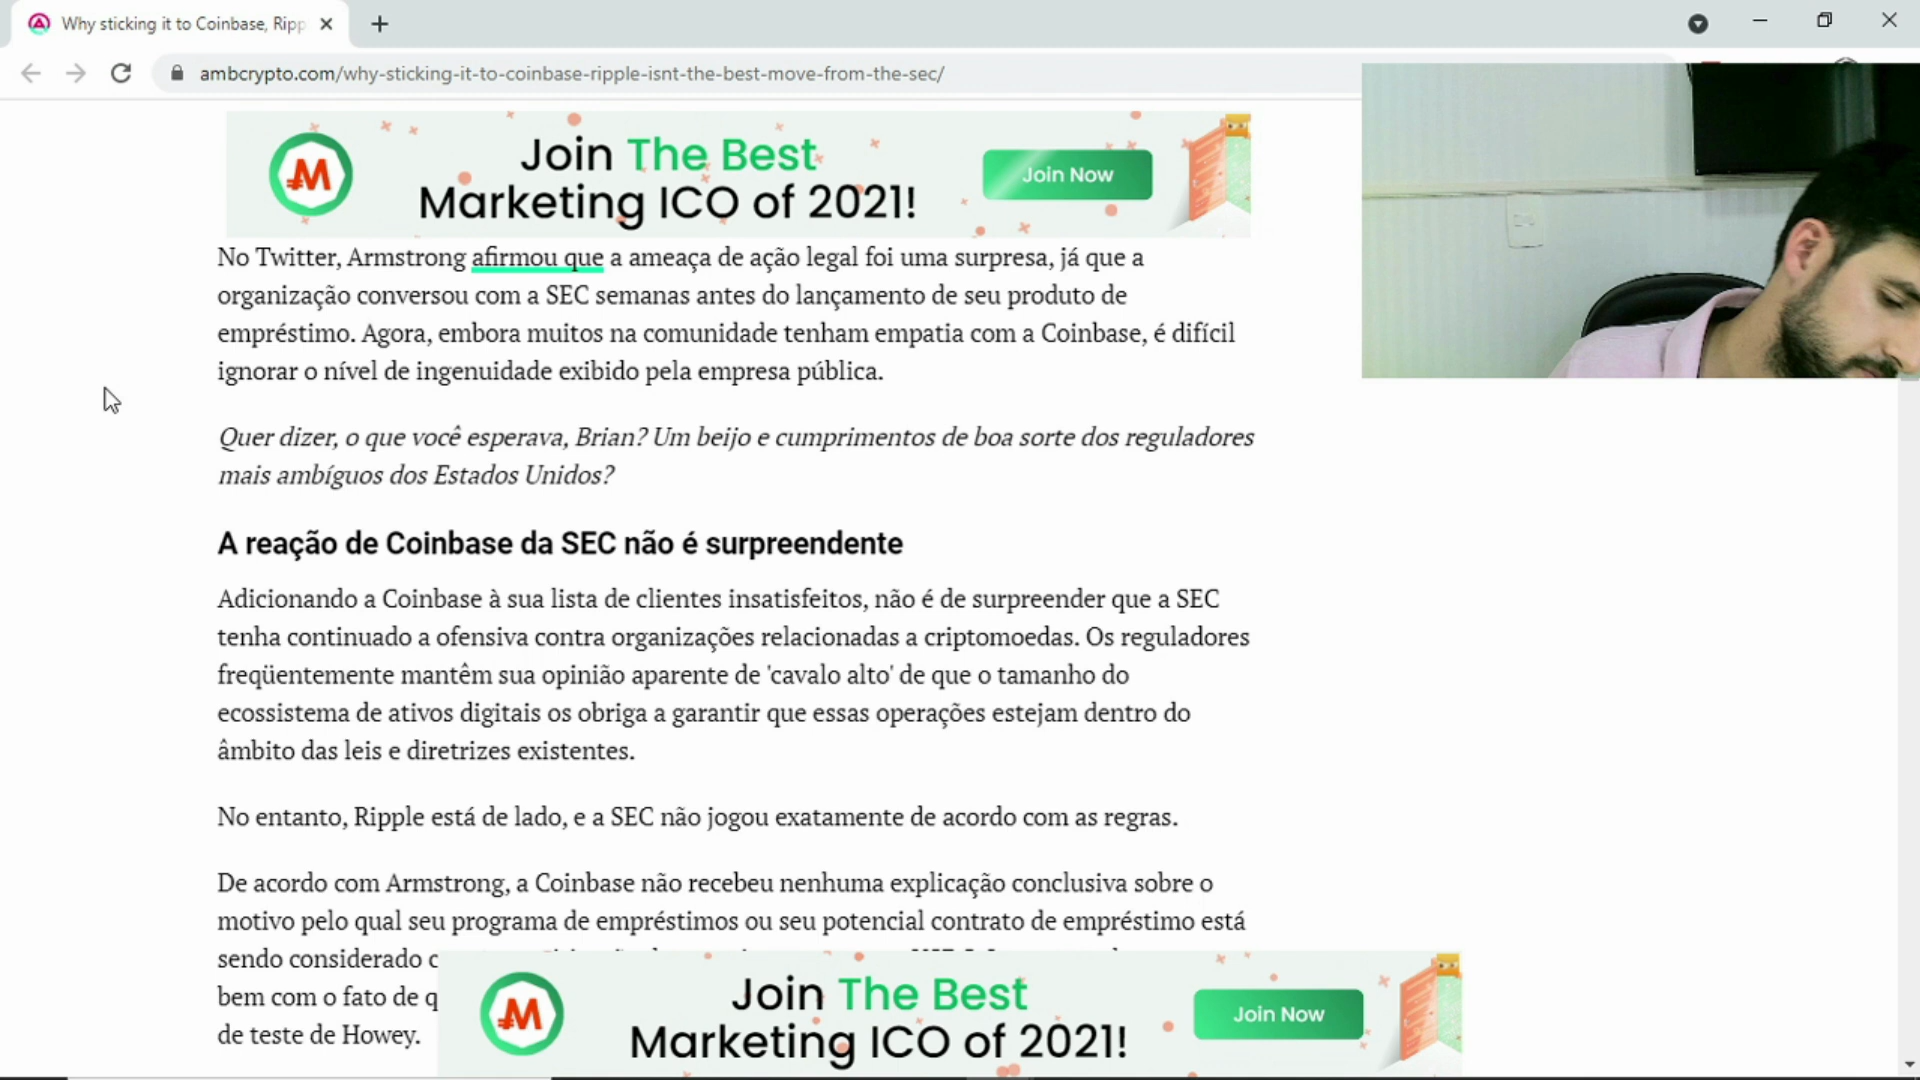 Why sticking it to Coinbase, Ripp
ambcrypto.com/why-sticking-it-to-coinbase-ripple-isnt-the-best-move-from-the-sec/
Join The Best
Marketing ICO of 2021!
Join Now
No Twitter, Armstrong afirmou que a ameaça de ação legal foi uma surpresa, já que a
organização conversou com a SEC semanas antes do lançamento de seu produto de
empréstimo. Agora, embora muitos na comunidade tenham empatia com a Coinbase, é difícil
ignorar o nível de ingenuidade exibido pela empresa pública.
Quer dizer, o que você esperava, Brian? Um beijo e cumprimentos de boa sorte dos reguladores
mais ambíguos dos Estados Unidos?
A reação de Coinbase da SEC não é surpreendente
Adicionando a Coinbase à sua lista de clientes insatisfeitos, não é de surpreender que a SEC
tenha continuado a ofensiva contra organizações relacionadas a criptomoedas. Os reguladores
freqüentemente mantêm sua opinião aparente de 'cavalo alto' de que o tamanho do
ecossistema de ativos digitais os obriga a garantir que essas operações estejam dentro do
âmbito das leis e diretrizes existentes.
No entanto, Ripple está de lado, e a SEC não jogou exatamente de acordo com as regras.
De acordo com Armstrong, a Coinbase não recebeu nenhuma explicação conclusiva sobre o
motivo pelo qual seu programa de empréstimos ou seu potencial contrato de empréstimo está
sendo considerado
bem com o fato de
de teste de Howey.
Join The Best
Marketing ICO of 2021!
Join Now